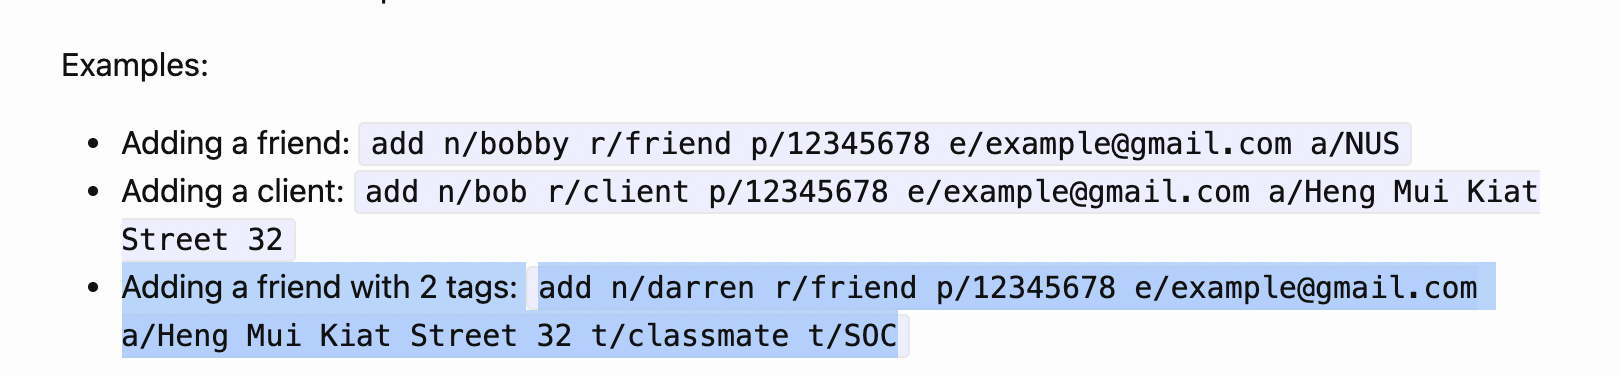 Examples:
• Adding a friend: add n/bobby r/friend p/12345678 e/example@gmail.com a/NUS
• Adding a client: add n/bob r/client p/12345678 e/example@gmail.com a/Heng Mui Kiat
Street 32
• Adding a friend with 2 tags: add n/darren r/friend p/12345678 e/example@gmail.com
a/Heng Mui Kiat Street 32 t/classmate t/SOC